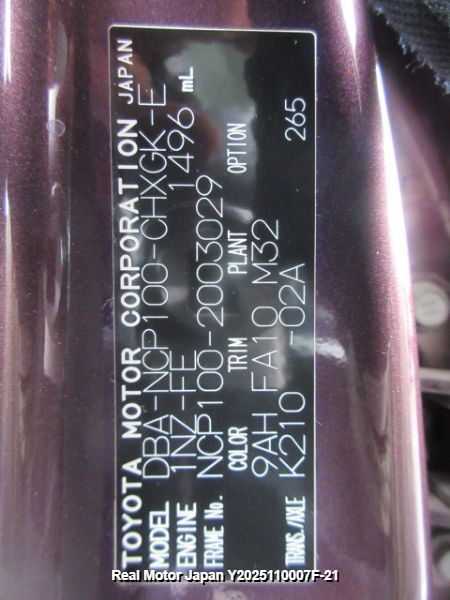 TOYOTA MOTOR CORPORATION JAPAN
MODEL DBA-NCP100-CHXGK-E
ENGINE 1NZ-FE 1496 mL
FRAME No. NCP100-2003029
COLOR TRIM PLANT OPTION
9AH FA10 M32 265
TRANS./AXLE K210 -02A
Real Motor Japan Y2025110007F-21